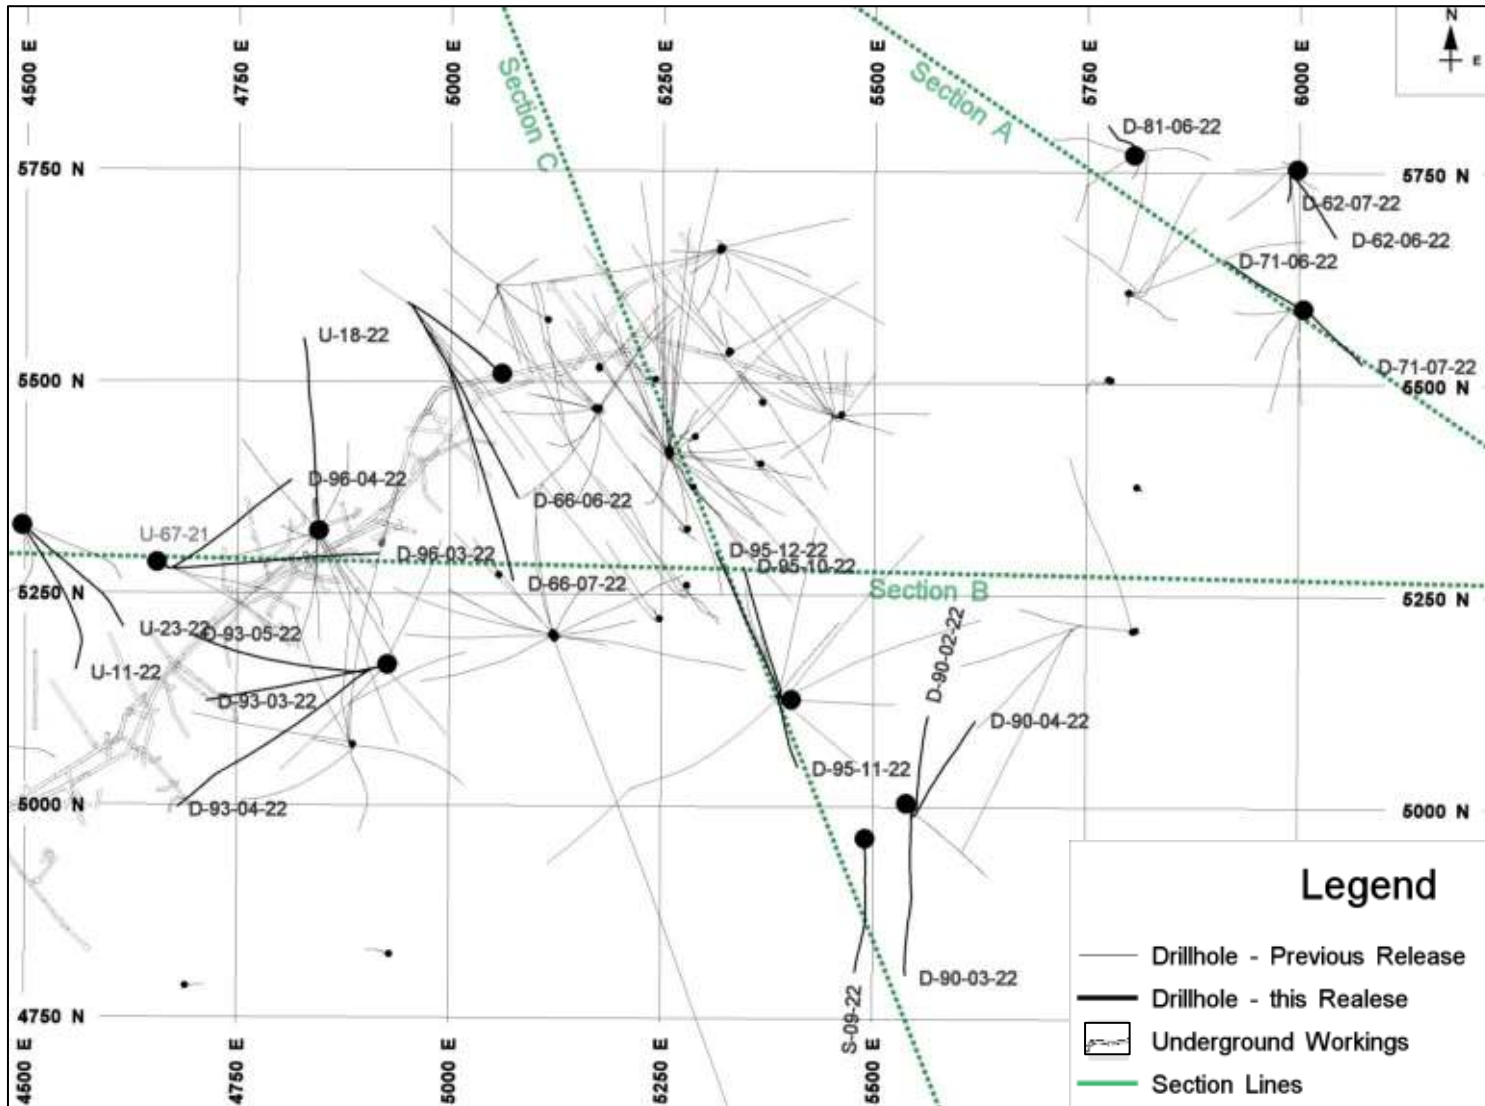 4500 E
4750 E
5000 E
5250 E
5500 E
5750 E
6000 E
N
E
Section C
Section A
D-81-06-22
5750 N
5750 N
D-62-07-22
D-62-06-22
D-71-06-22
U-18-22
D-71-07-22
5500 N
5500 N
D-96-04-22
D-66-06-22
U-67-21
D-96-03-22
D-95-12-22
D-95-10-22
D-66-07-22
Section B
5250 N
5250 N
U-23-22
D-93-05-22
D-90-02-22
U-11-22
D-93-03-22
D-90-04-22
D-95-11-22
D-93-04-22
5000 N
5000 N
Legend
Drillhole - Previous Release
Drillhole - this Realese
Underground Workings
Section Lines
D-90-03-22
S-09-22
4750 N
4500 E
4750 E
5000 E
5250 E
5500 E